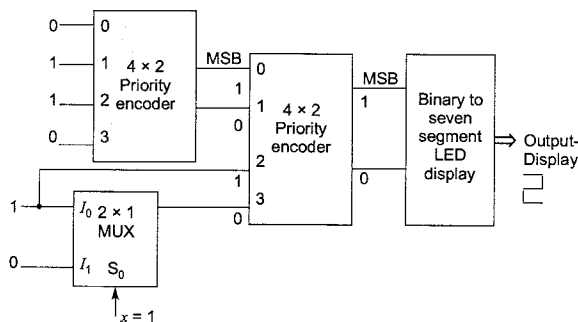 0 0
1 1
1 2
0 3
4 × 2
Priority
encoder
MSB
1
0
0
1
2
3
4 × 2
Priority
encoder
1
0
MSB
1
0
Binary to
seven
segment
LED
display
Output-
Display
1
I0 2 × 1
MUX
0
I1 S0
x = 1